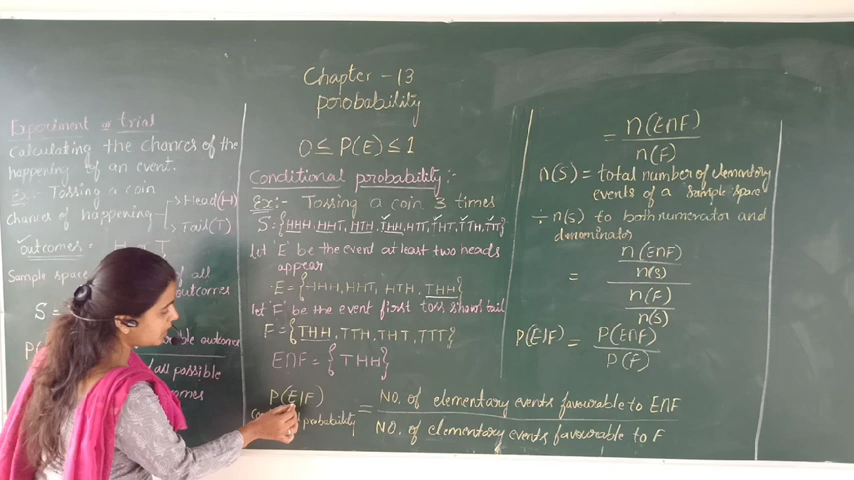 Chapter - 13
probability
Experiment or trial
Calculating the chances of the
happening of an event.
Ex:- Tossing a coin
chances of happening
Head(H)
Tail(T)
outcomes:
Sample space
of all
outcomes
S =
outcome
all possible
0 ≤ P(E) ≤ 1
Conditional probability:-
Ex:- Tossing a coin 3 times
S={HHH, HHT, HTH, THH, HTT, THT, TTH, TTT}
let 'E' be the event at least two heads
appear
E={HHH, HHT, HTH, THH}
let 'F' be the event first toss shows tail
F={THH, TTH, THT, TTT}
E∩F={THH}
P(E|F)
probability
= No. of elementary events favourable to E∩F
No. of elementary events favourable to F
= n(E∩F)
n(F)
n(S) = total number of elementary
events of a sample space
÷ n(s) to both numerator and
denominator
n(E∩F)
n(s)
=
n(F)
n(s)
P(E|F) = P(E∩F)
P(F)